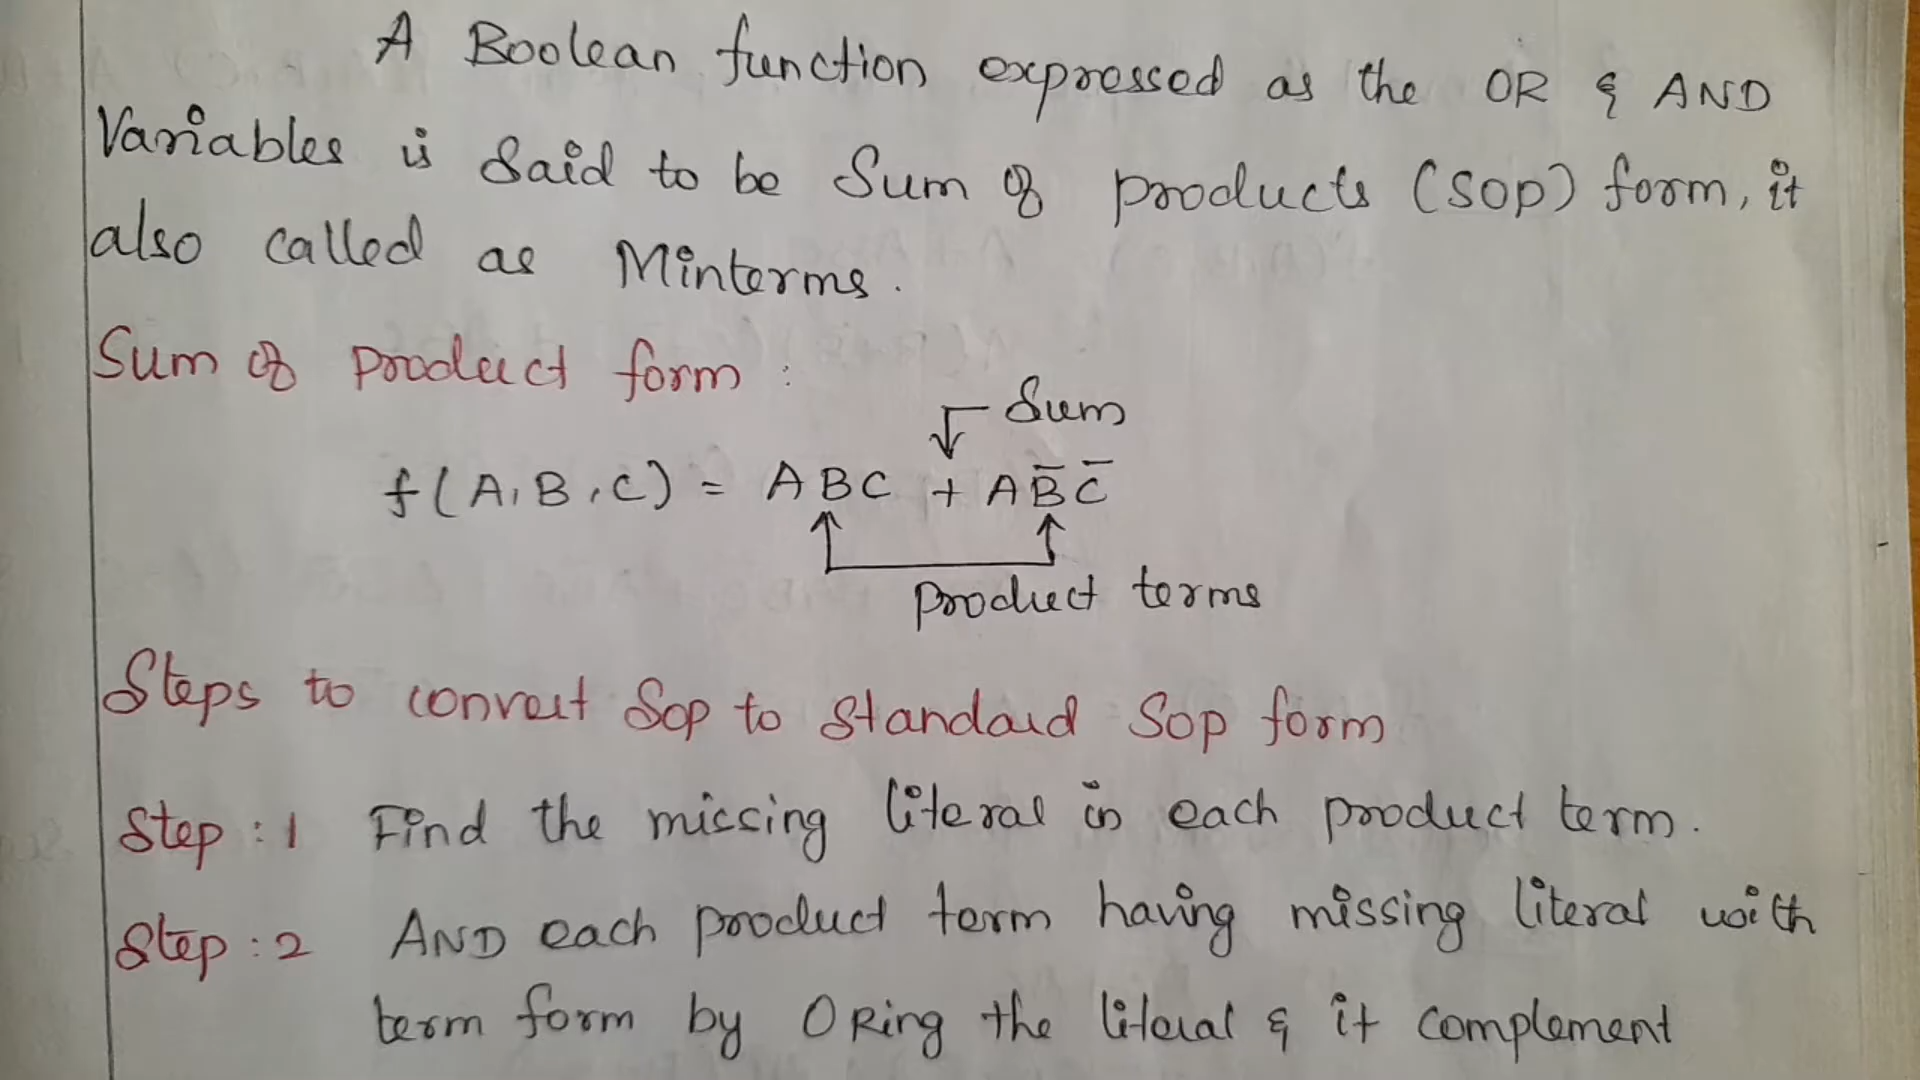 A Boolean function expressed as the OR & AND
Variables is said to be Sum of products (SOP) form, it
also called as Minterms.
Sum of product form :
Sum
f(A,B,C) = ABC + AB̅C̅
product terms
Steps to convert Sop to standard Sop form
Step : 1 Find the missing literal in each product term.
Step : 2 AND each product term having missing literal with
term form by ORing the literal & it complement